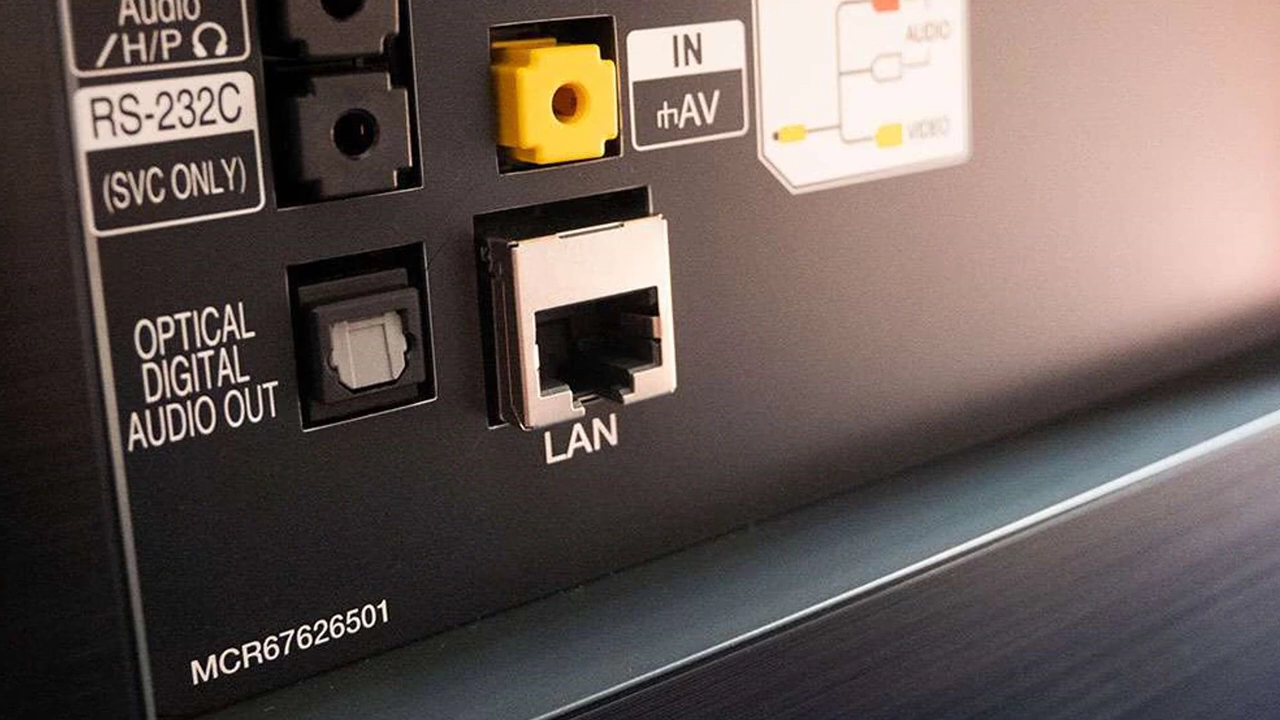 Audio
/H/P
RS-232C
(SVC ONLY)
OPTICAL
DIGITAL
AUDIO OUT
IN
AV
AUDIO
VIDEO
LAN
MCR67626501